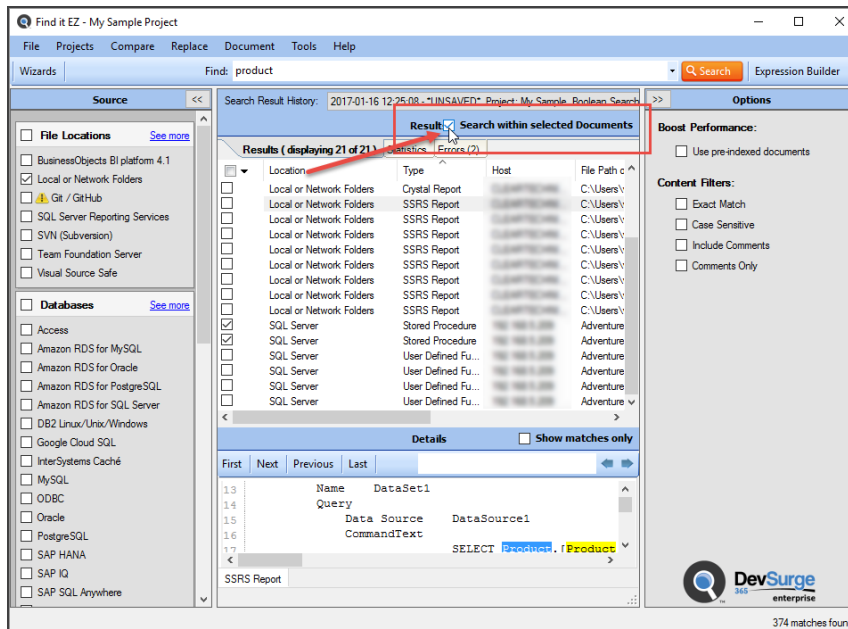 Find it EZ - My Sample Project
File Projects Compare Replace Document Tools Help
Wizards Find: product Search Expression Builder
Source <<
File Locations See more
BusinessObjects BI platform 4.1
Local or Network Folders
Git / GitHub
SQL Server Reporting Services
SVN (Subversion)
Team Foundation Server
Visual Source Safe
Databases See more
Access
Amazon RDS for MySQL
Amazon RDS for Oracle
Amazon RDS for PostgreSQL
Amazon RDS for SQL Server
DB2 Linux/Unix/Windows
Google Cloud SQL
InterSystems Caché
MySQL
ODBC
Oracle
PostgreSQL
SAP HANA
SAP IQ
SAP SQL Anywhere
Search Result History: 2017-01-16 12:25:08 - *UNSAVED*, Project: My Sample, Boolean Search
Result Search within selected Documents
Results ( displaying 21 of 21 ) Statistics Errors (2)
Location Type Host File Path
Local or Network Folders Crystal Report C:\Users\
Local or Network Folders SSRS Report C:\Users\
Local or Network Folders SSRS Report C:\Users\
Local or Network Folders SSRS Report C:\Users\
Local or Network Folders SSRS Report C:\Users\
Local or Network Folders SSRS Report C:\Users\
Local or Network Folders SSRS Report C:\Users\
Local or Network Folders SSRS Report C:\Users\
Local or Network Folders SSRS Report C:\Users\
SQL Server Stored Procedure Adventure
SQL Server Stored Procedure Adventure
SQL Server User Defined Fu... Adventure
SQL Server User Defined Fu... Adventure
SQL Server User Defined Fu... Adventure
SQL Server User Defined Fu... Adventure
Details Show matches only
First Next Previous Last
13 Name DataSet1
14 Query
15 Data Source DataSource1
16 CommandText
17 SELECT Product.[Product
SSRS Report
>> Options
Boost Performance:
Use pre-indexed documents
Content Filters:
Exact Match
Case Sensitive
Include Comments
Comments Only
DevSurge
365 enterprise
374 matches foun